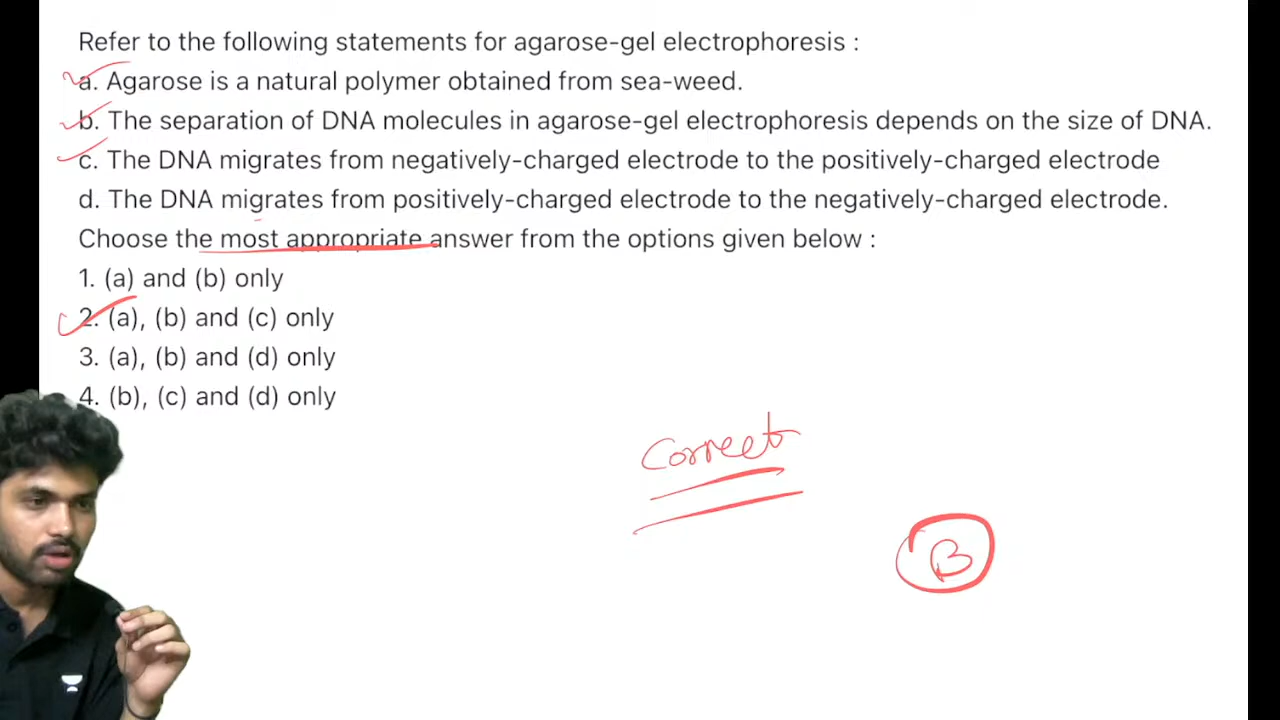 Refer to the following statements for agarose-gel electrophoresis :
a. Agarose is a natural polymer obtained from sea-weed.
b. The separation of DNA molecules in agarose-gel electrophoresis depends on the size of DNA.
c. The DNA migrates from negatively-charged electrode to the positively-charged electrode
d. The DNA migrates from positively-charged electrode to the negatively-charged electrode.
Choose the most appropriate answer from the options given below :
1. (a) and (b) only
2. (a), (b) and (c) only
3. (a), (b) and (d) only
4. (b), (c) and (d) only
Correct
B